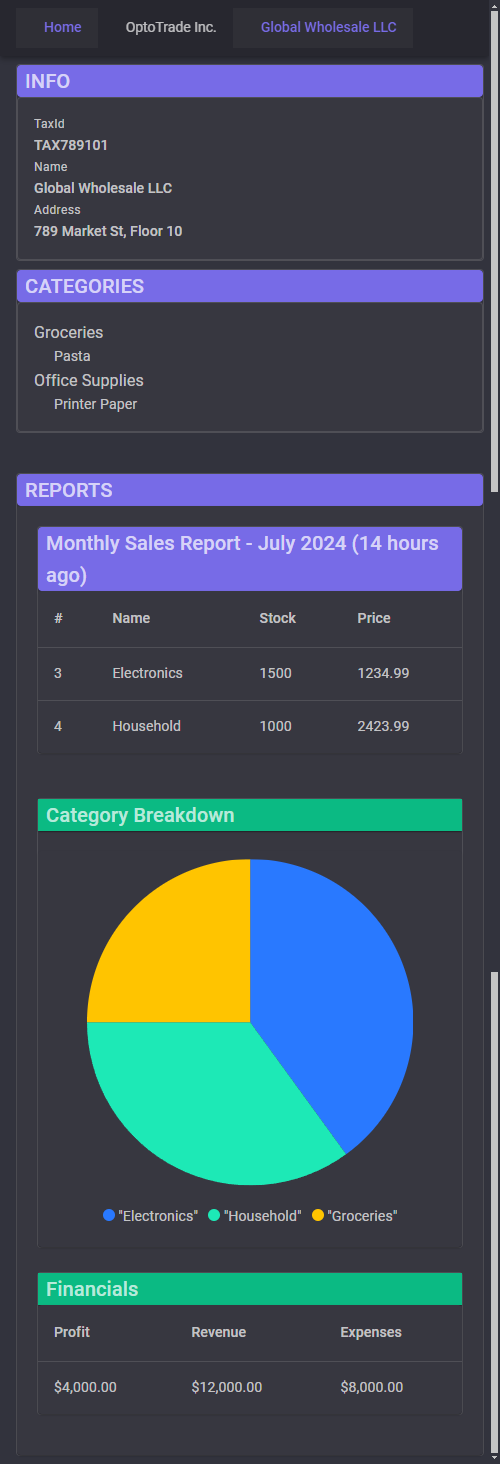 Home OptoTrade Inc. Global Wholesale LLC
INFO
TaxId
TAX789101
Name
Global Wholesale LLC
Address
789 Market St, Floor 10
CATEGORIES
Groceries
Pasta
Office Supplies
Printer Paper
REPORTS
Monthly Sales Report - July 2024 (14 hours
ago)
# Name Stock Price
3 Electronics 1500 1234.99
4 Household 1000 2423.99
Category Breakdown
"Electronics" "Household" "Groceries"
Financials
Profit Revenue Expenses
$4,000.00 $12,000.00 $8,000.00